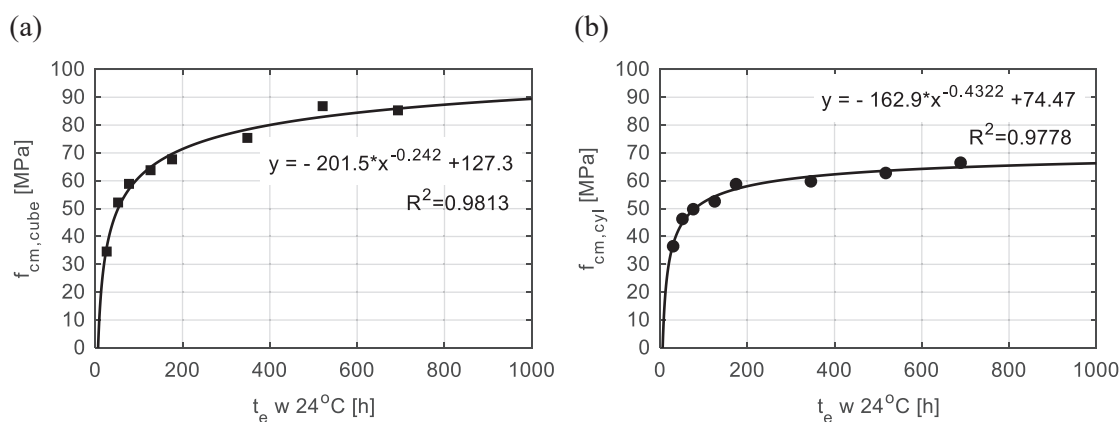 (a)
f_cm,cube [MPa]
100
90
80
70
60
50
40
30
20
10
0
y = - 201.5*x^-0.242 +127.3
R^2=0.9813
0 200 400 600 800 1000
t_e w 24°C [h]
(b)
f_cm,cyl [MPa]
100
90
80
70
60
50
40
30
20
10
0
y = - 162.9*x^-0.4322 +74.47
R^2=0.9778
0 200 400 600 800 1000
t_e w 24°C [h]